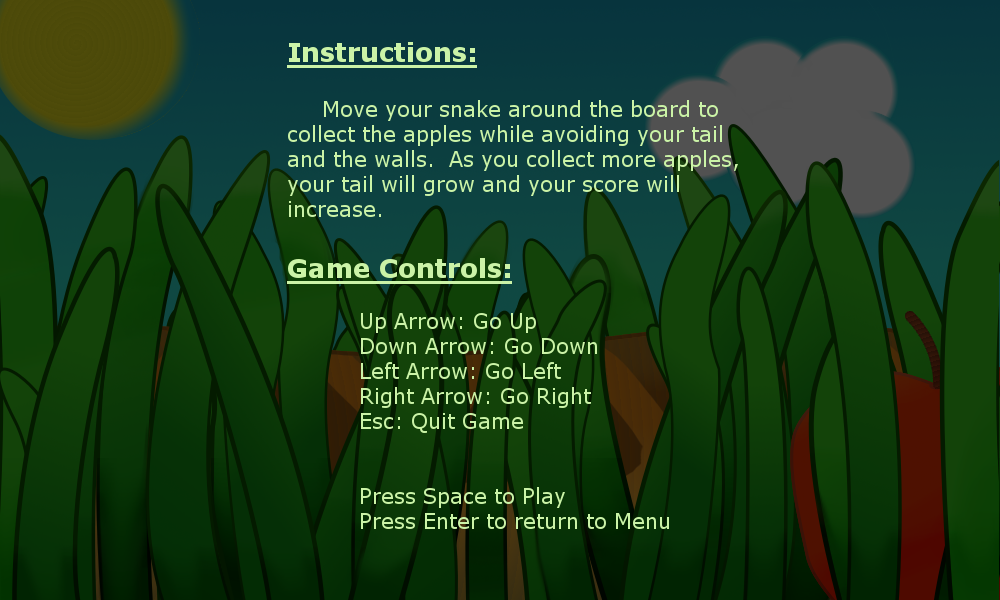 Instructions:
Move your snake around the board to
collect the apples while avoiding your tail
and the walls.  As you collect more apples,
your tail will grow and your score will
increase.
Game Controls:
Up Arrow: Go Up
Down Arrow: Go Down
Left Arrow: Go Left
Right Arrow: Go Right
Esc: Quit Game
Press Space to Play
Press Enter to return to Menu